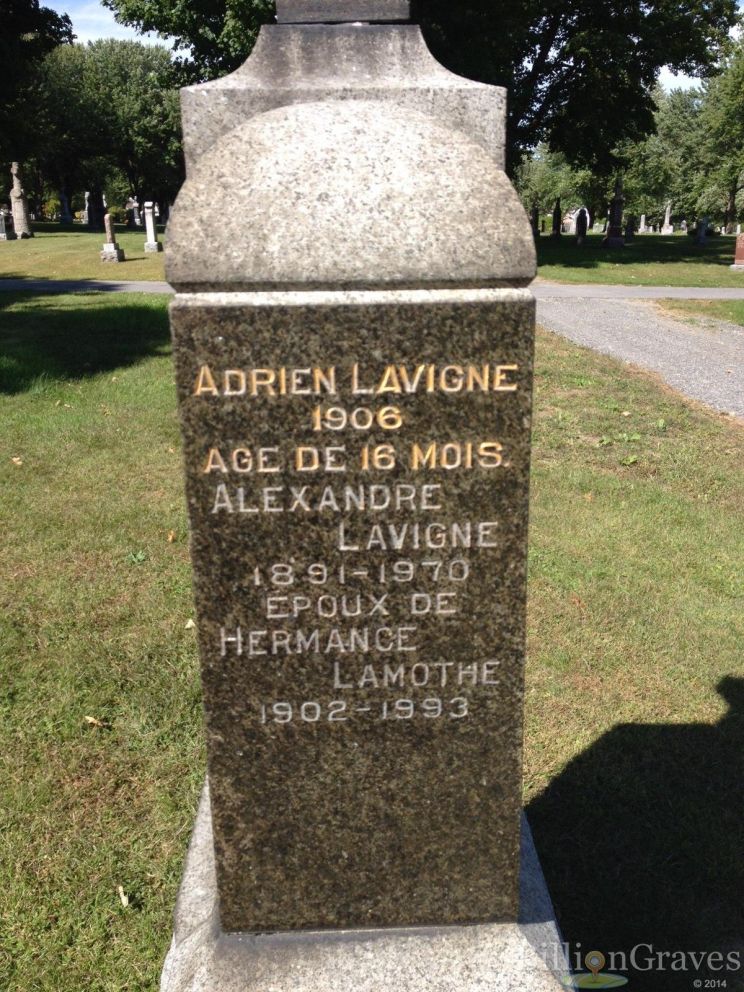 ADRIEN LAVIGNE
1906
AGE DE 16 MOIS.
ALEXANDRE
LAVIGNE
1891-1970
EPOUX DE
HERMANCE
LAMOTHE
1902-1993
BillionGraves
© 2014